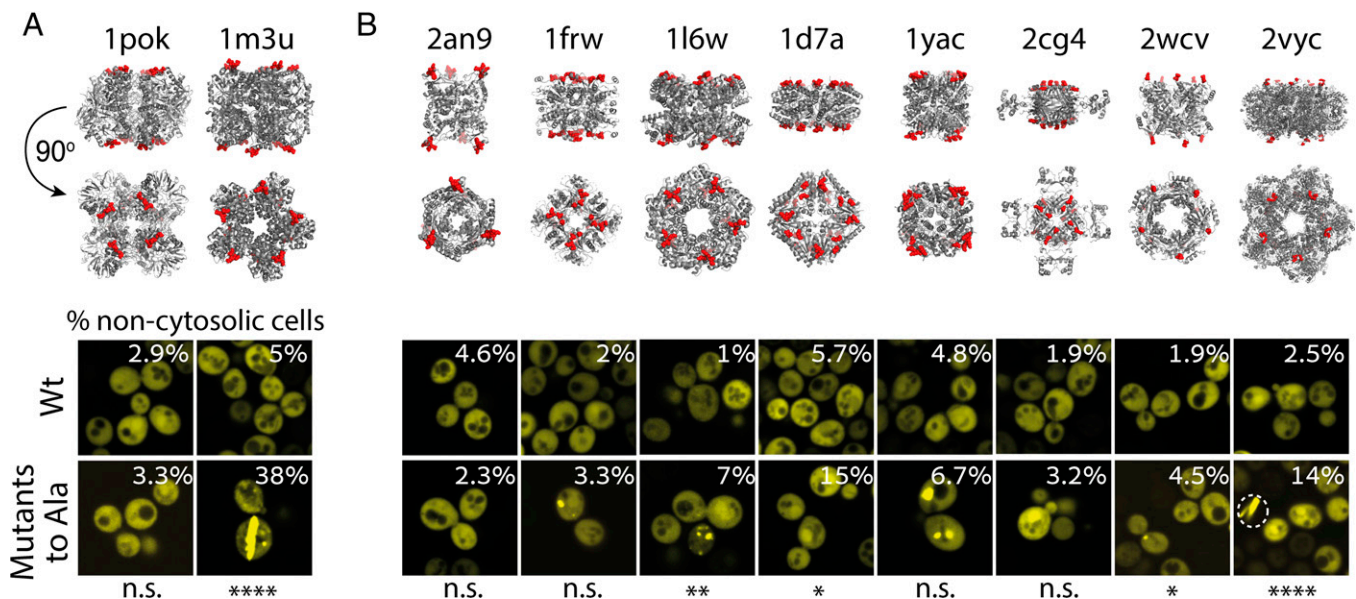 A
B
1pok 1m3u
2an9 1frw 1l6w 1d7a 1yac 2cg4 2wcv 2vyc
90°
% non-cytosolic cells
Wt
2.9% 5% 4.6% 2% 1% 5.7% 4.8% 1.9% 1.9% 2.5%
Mutants
to Ala
3.3% 38% 2.3% 3.3% 7% 15% 6.7% 3.2% 4.5% 14%
n.s. **** n.s. n.s. ** * n.s. n.s. * ****